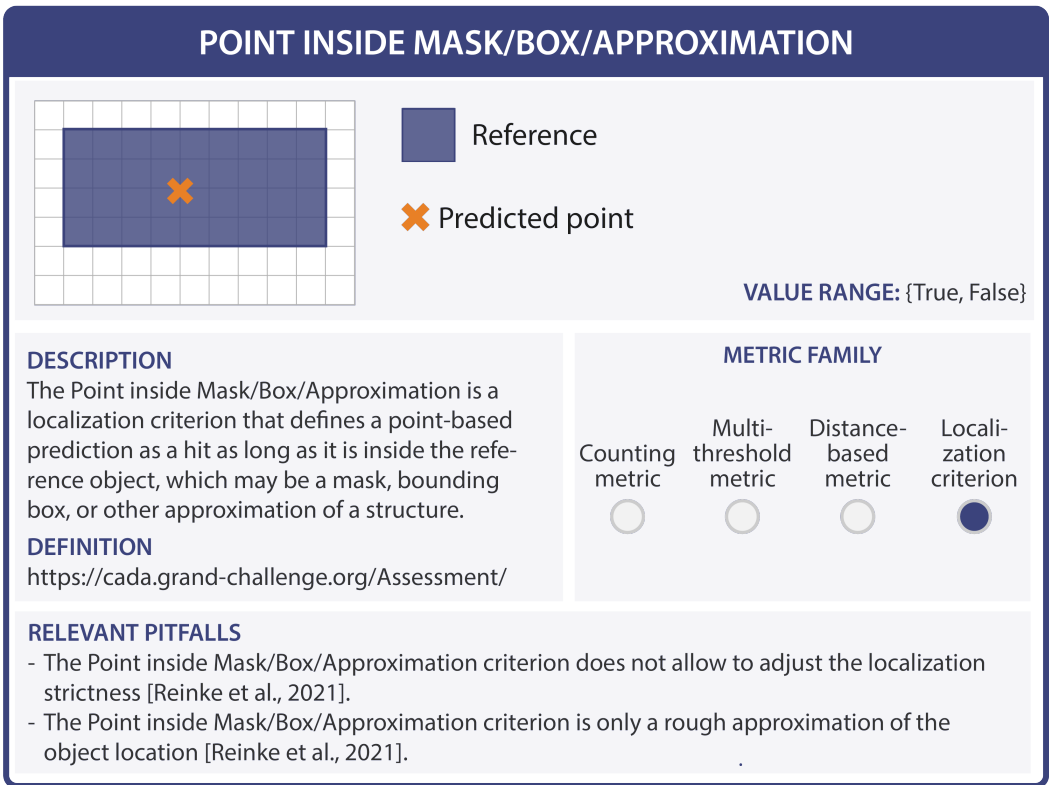 POINT INSIDE MASK/BOX/APPROXIMATION
Reference
Predicted point
VALUE RANGE: {True, False}
DESCRIPTION
The Point inside Mask/Box/Approximation is a
localization criterion that defines a point-based
prediction as a hit as long as it is inside the refe-
rence object, which may be a mask, bounding
box, or other approximation of a structure.
DEFINITION
https://cada.grand-challenge.org/Assessment/
METRIC FAMILY
Counting
metric
Multi-
threshold
metric
Distance-
based
metric
Locali-
zation
criterion
RELEVANT PITFALLS
- The Point inside Mask/Box/Approximation criterion does not allow to adjust the localization
strictness [Reinke et al., 2021].
- The Point inside Mask/Box/Approximation criterion is only a rough approximation of the
object location [Reinke et al., 2021].
.